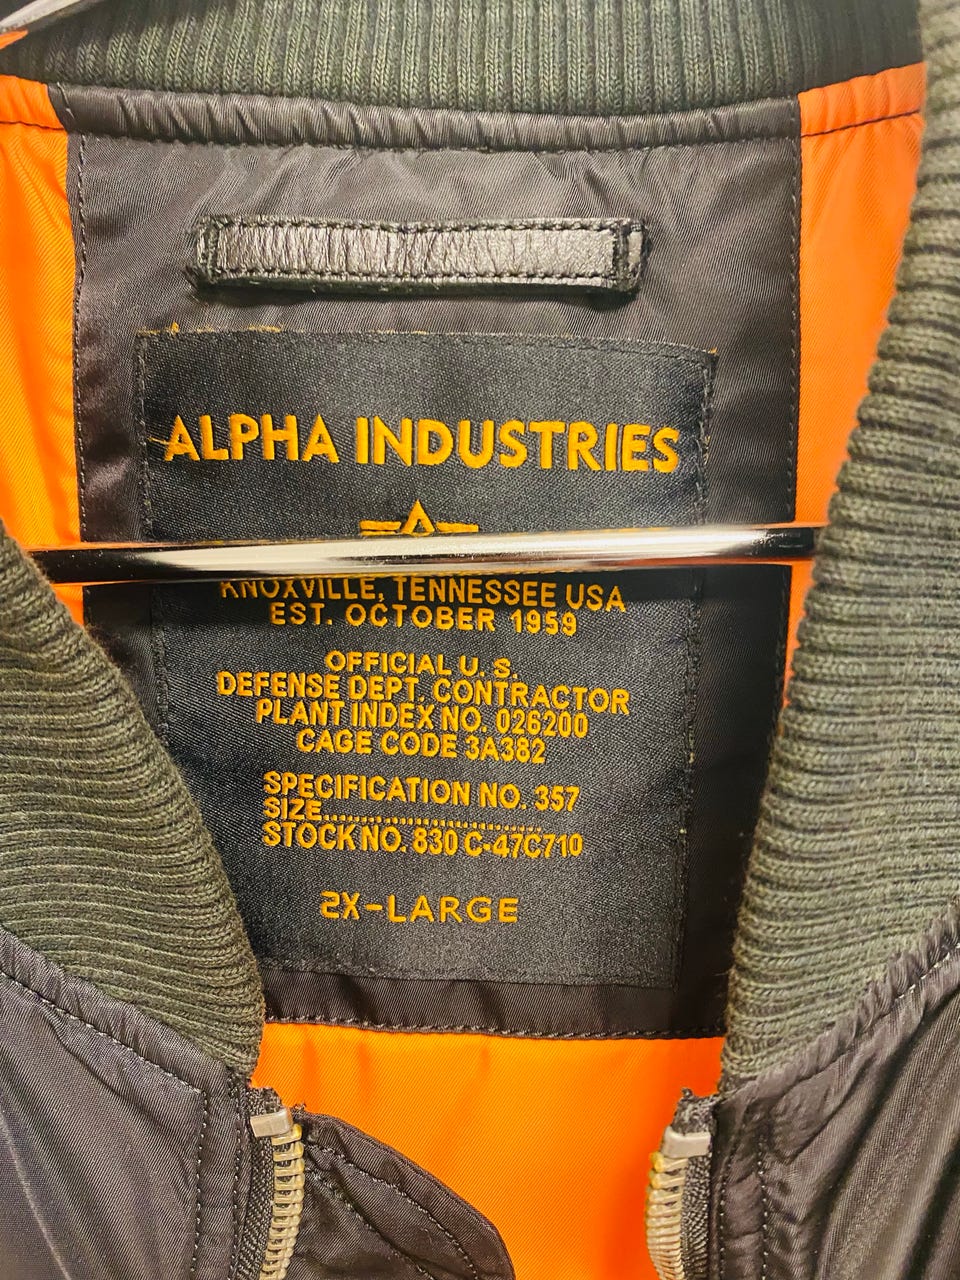 ALPHA INDUSTRIES
KNOXVILLE, TENNESSEE USA
EST. OCTOBER 1959
OFFICIAL U. S.
DEFENSE DEPT. CONTRACTOR
PLANT INDEX NO. 026200
CAGE CODE 3A382
SPECIFICATION NO. 357
SIZE..............................
STOCK NO. 830 C-47C710
2X-LARGE